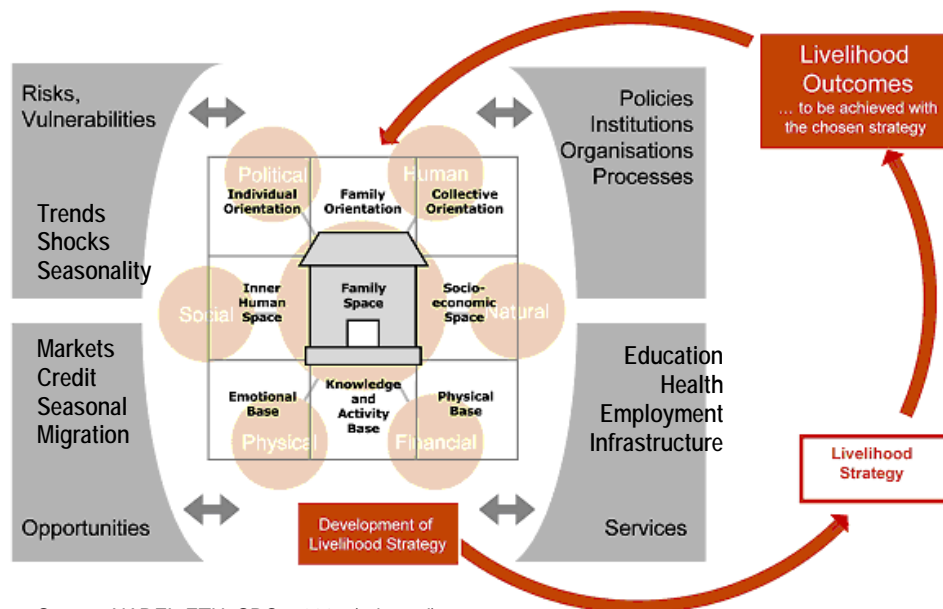 Livelihood
Outcomes
... to be achieved with
the chosen strategy
Risks,
Vulnerabilities
Trends
Shocks
Seasonality
Policies
Institutions
Organisations
Processes
Political
Human
Individual
Orientation
Family
Orientation
Collective
Orientation
Social
Inner
Human
Space
Family
Space
Socio-
economic
Space
Natural
Emotional
Base
Knowledge
and
Activity
Base
Physical
Base
Physical
Financial
Markets
Credit
Seasonal
Migration
Opportunities
Education
Health
Employment
Infrastructure
Services
Livelihood
Strategy
Development of
Livelihood Strategy